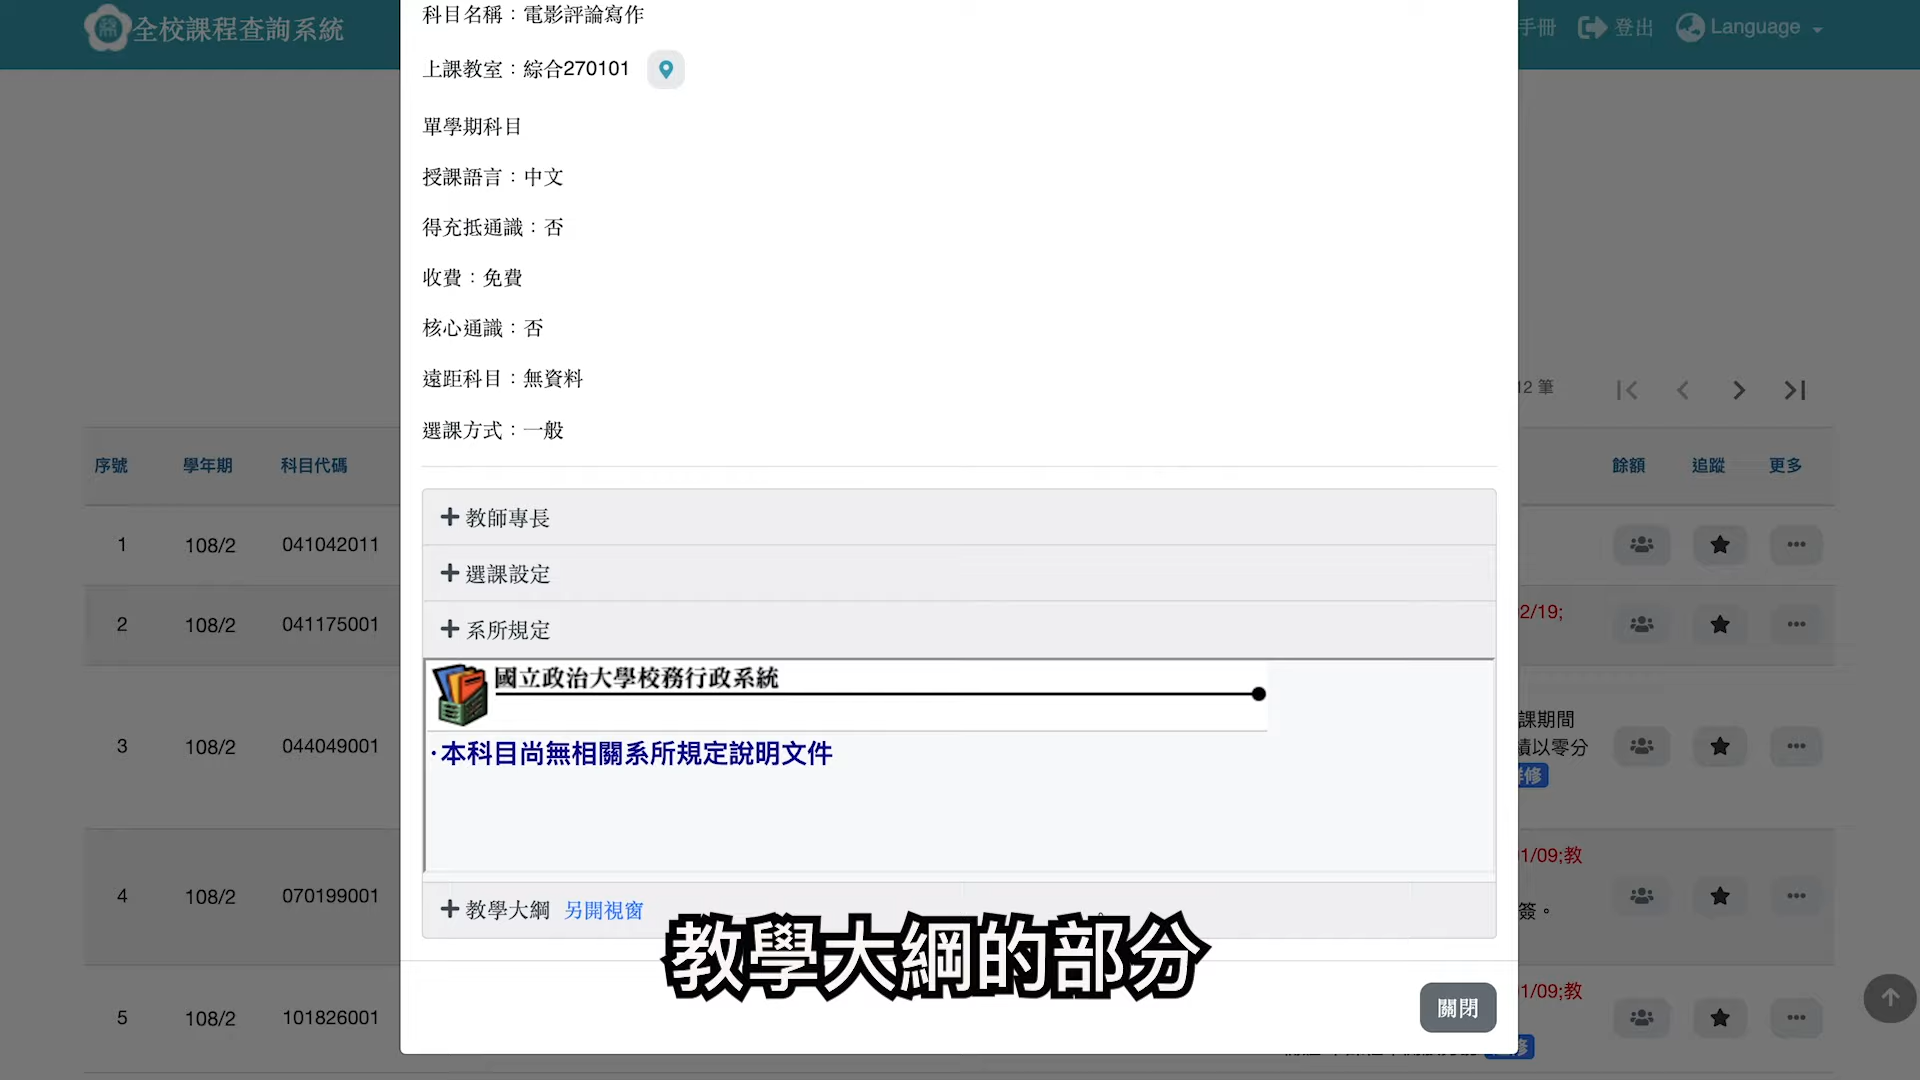 全校課程查詢系統
手冊
登出
Language
科目名稱：電影評論寫作
上課教室：綜合270101
單學期科目
授課語言：中文
得充抵通識：否
收費：免費
核心通識：否
遠距科目：無資料
選課方式：一般
12 筆
序號 學年期 科目代碼 餘額 追蹤 更多
1 108/2 041042011
2 108/2 041175001
2/19;
3 108/2 044049001
課期間
績以零分
4 108/2 070199001
1/09;教
簽。
5 108/2 101826001
1/09;教
教師專長
選課設定
系所規定
國立政治大學校務行政系統
·本科目尚無相關系所規定說明文件
教學大綱 另開視窗
教學大綱的部分
關閉